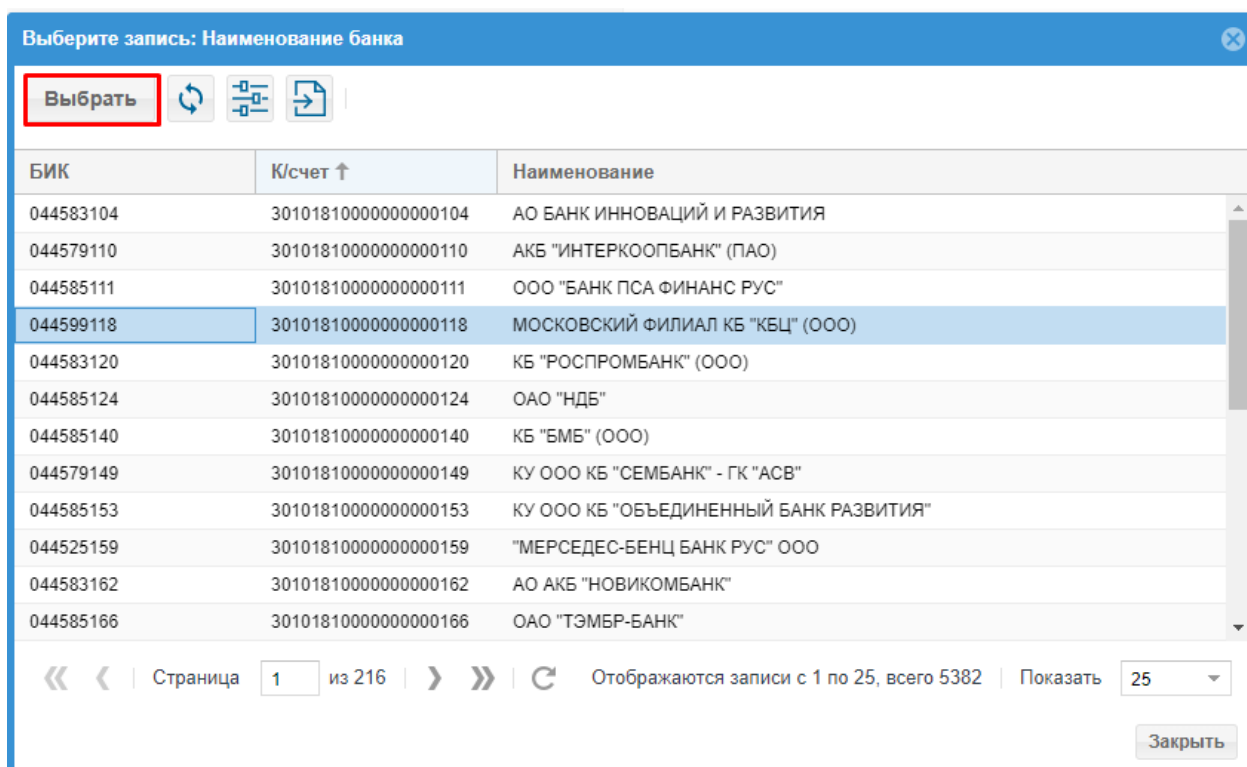 Выберите запись: Наименование банка
Выбрать
БИК К/счет Наименование
044583104 30101810000000000104 АО БАНК ИННОВАЦИЙ И РАЗВИТИЯ
044579110 30101810000000000110 АКБ "ИНТЕРКООПБАНК" (ПАО)
044585111 30101810000000000111 ООО "БАНК ПСА ФИНАНС РУС"
044599118 30101810000000000118 МОСКОВСКИЙ ФИЛИАЛ КБ "КБЦ" (ООО)
044583120 30101810000000000120 КБ "РОСПРОМБАНК" (ООО)
044585124 30101810000000000124 ОАО "НДБ"
044585140 30101810000000000140 КБ "БМБ" (ООО)
044579149 30101810000000000149 КУ ООО КБ "СЕМБАНК" - ГК "АСВ"
044585153 30101810000000000153 КУ ООО КБ "ОБЪЕДИНЕННЫЙ БАНК РАЗВИТИЯ"
044525159 30101810000000000159 "МЕРСЕДЕС-БЕНЦ БАНК РУС" ООО
044583162 30101810000000000162 АО АКБ "НОВИКОМБАНК"
044585166 30101810000000000166 ОАО "ТЭМБР-БАНК"
Страница 1 из 216 Отображаются записи с 1 по 25, всего 5382 Показать 25
Закрыть